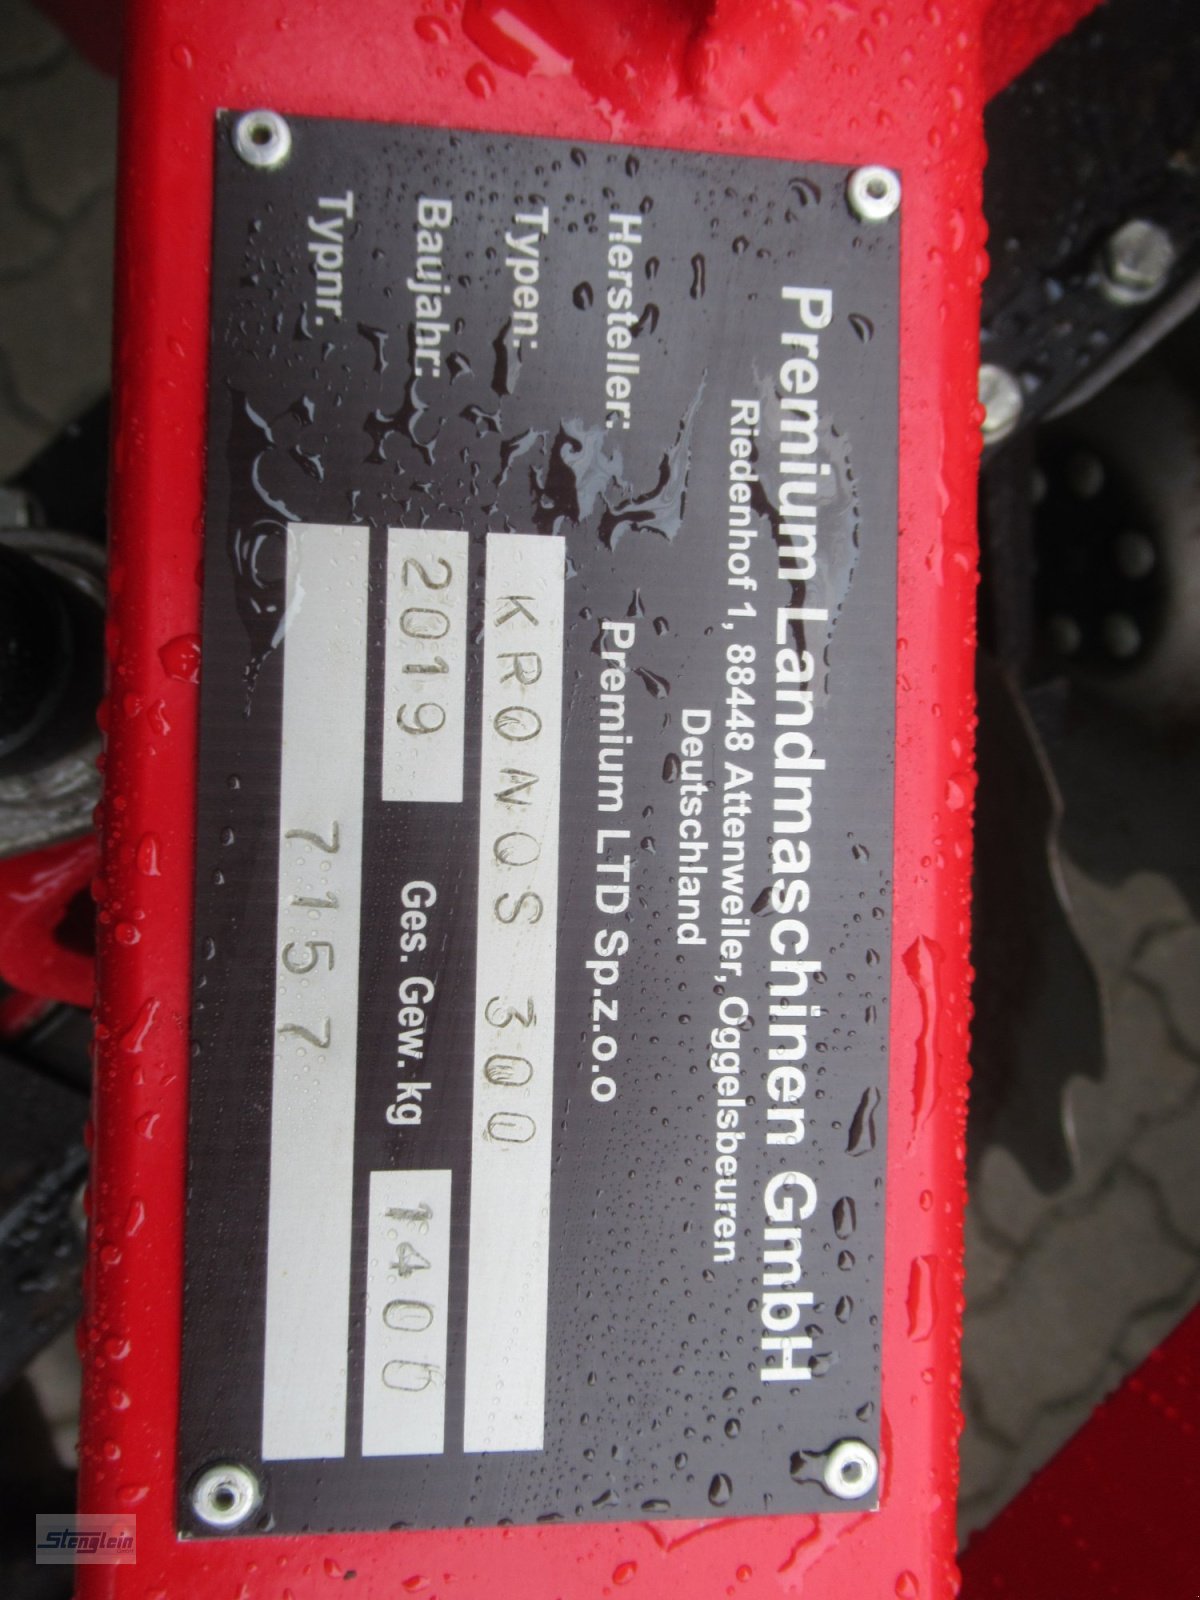 Premium Landmaschinen GmbH
Riedenhof 1, 88448 Attenweiler, Oggelsbeuren
Deutschland
Hersteller: Premium LTD Sp.z.o.o
Typen: KRONOS 300
Baujahr: 2019 Ges. Gew. kg 1400
Typnr. 7157
Stenglein